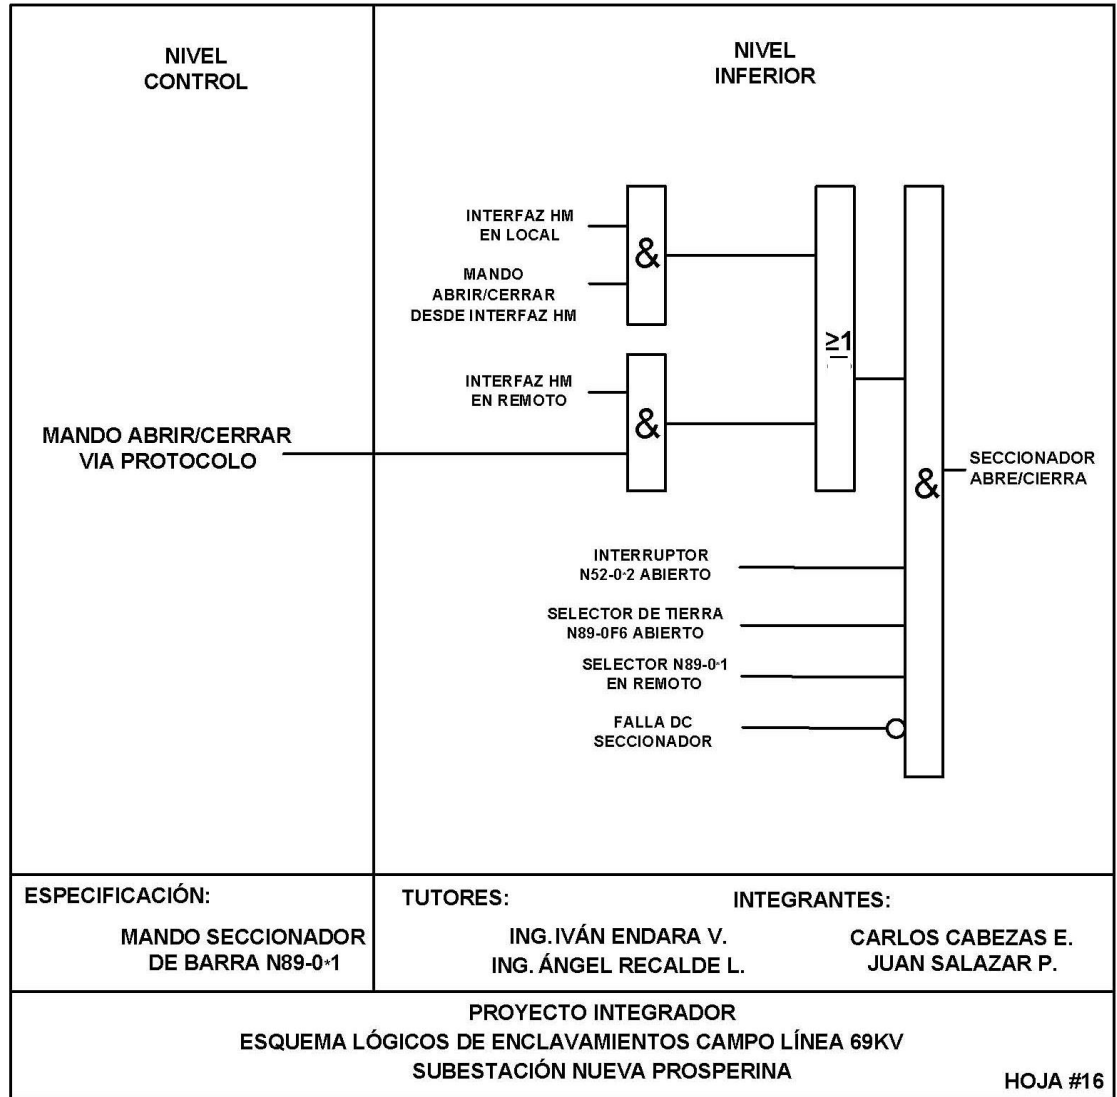 NIVEL
CONTROL
NIVEL
INFERIOR
INTERFAZ HM
EN LOCAL
&
MANDO
ABRIR/CERRAR
DESDE INTERFAZ HM
≥1
INTERFAZ HM
EN REMOTO
&
MANDO ABRIR/CERRAR
VIA PROTOCOLO
&
SECCIONADOR
ABRE/CIERRA
INTERRUPTOR
N52-0*2 ABIERTO
SELECTOR DE TIERRA
N89-0F6 ABIERTO
SELECTOR N89-0*1
EN REMOTO
FALLA DC
SECCIONADOR
ESPECIFICACIÓN:
MANDO SECCIONADOR
DE BARRA N89-0*1
TUTORES:
ING. IVÁN ENDARA V.
ING. ÁNGEL RECALDE L.
INTEGRANTES:
CARLOS CABEZAS E.
JUAN SALAZAR P.
PROYECTO INTEGRADOR
ESQUEMA LÓGICOS DE ENCLAVAMIENTOS CAMPO LÍNEA 69KV
SUBESTACIÓN NUEVA PROSPERINA
HOJA #16